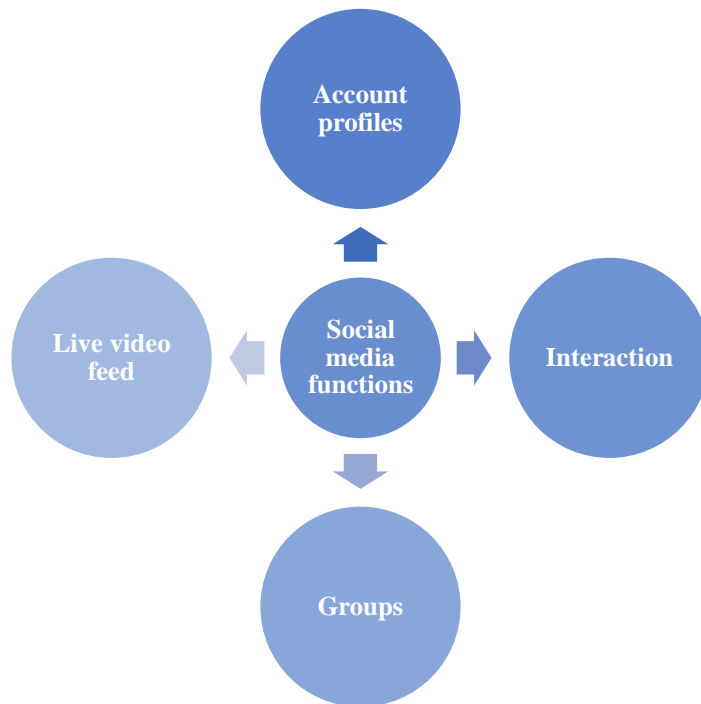 Account
profiles
Live video
feed
Social
media
functions
Interaction
Groups